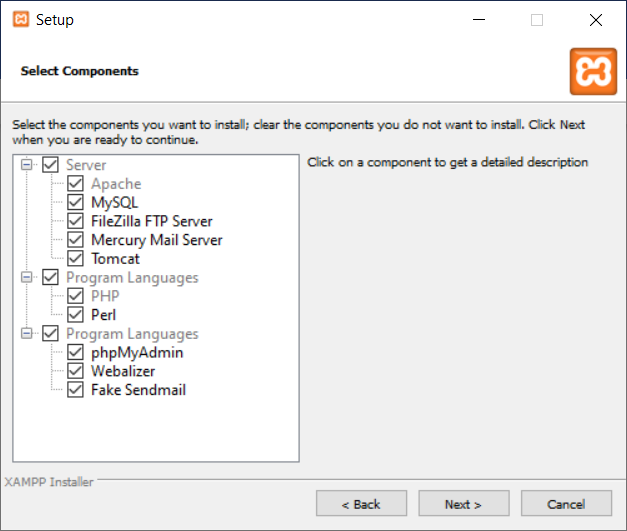 Setup
Select Components
Select the components you want to install; clear the components you do not want to install. Click Next
when you are ready to continue.
Server
Apache
MySQL
FileZilla FTP Server
Mercury Mail Server
Tomcat
Program Languages
PHP
Perl
Program Languages
phpMyAdmin
Webalizer
Fake Sendmail
Click on a component to get a detailed description
XAMPP Installer
< Back
Next >
Cancel